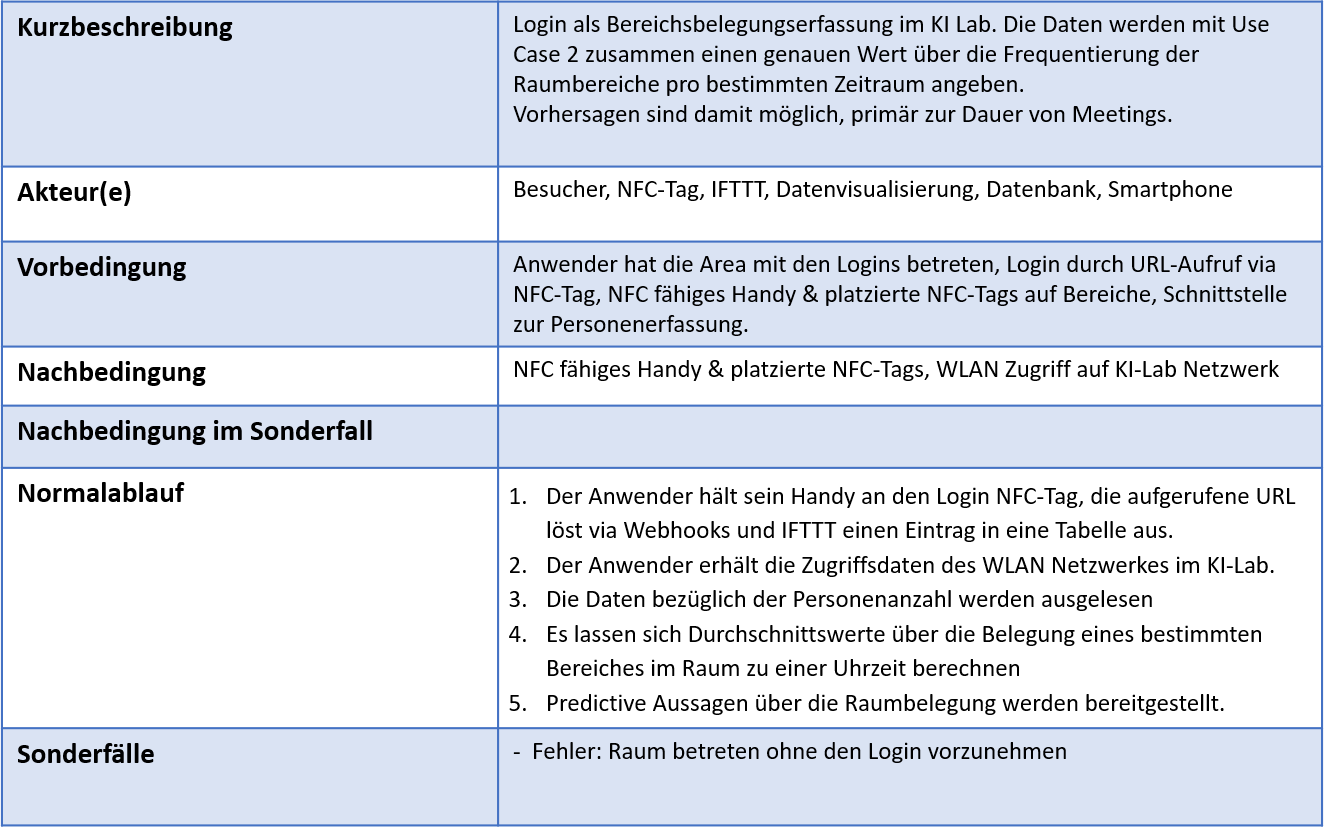 Kurzbeschreibung
Login als Bereichsbelegungserfassung im KI Lab. Die Daten werden mit Use
Case 2 zusammen einen genauen Wert über die Frequentierung der
Raumbereiche pro bestimmten Zeitraum angeben.
Vorhersagen sind damit möglich, primär zur Dauer von Meetings.
Akteur(e)
Besucher, NFC-Tag, IFTTT, Datenvisualisierung, Datenbank, Smartphone
Vorbedingung
Anwender hat die Area mit den Logins betreten, Login durch URL-Aufruf via
NFC-Tag, NFC fähiges Handy & platzierte NFC-Tags auf Bereiche, Schnittstelle
zur Personenerfassung.
Nachbedingung
NFC fähiges Handy & platzierte NFC-Tags, WLAN Zugriff auf KI-Lab Netzwerk
Nachbedingung im Sonderfall
Normalablauf
1. Der Anwender hält sein Handy an den Login NFC-Tag, die aufgerufene URL
löst via Webhooks und IFTTT einen Eintrag in eine Tabelle aus.
2. Der Anwender erhält die Zugriffsdaten des WLAN Netzwerkes im KI-Lab.
3. Die Daten bezüglich der Personenanzahl werden ausgelesen
4. Es lassen sich Durchschnittswerte über die Belegung eines bestimmten
Bereiches im Raum zu einer Uhrzeit berechnen
5. Predictive Aussagen über die Raumbelegung werden bereitgestellt.
Sonderfälle
- Fehler: Raum betreten ohne den Login vorzunehmen